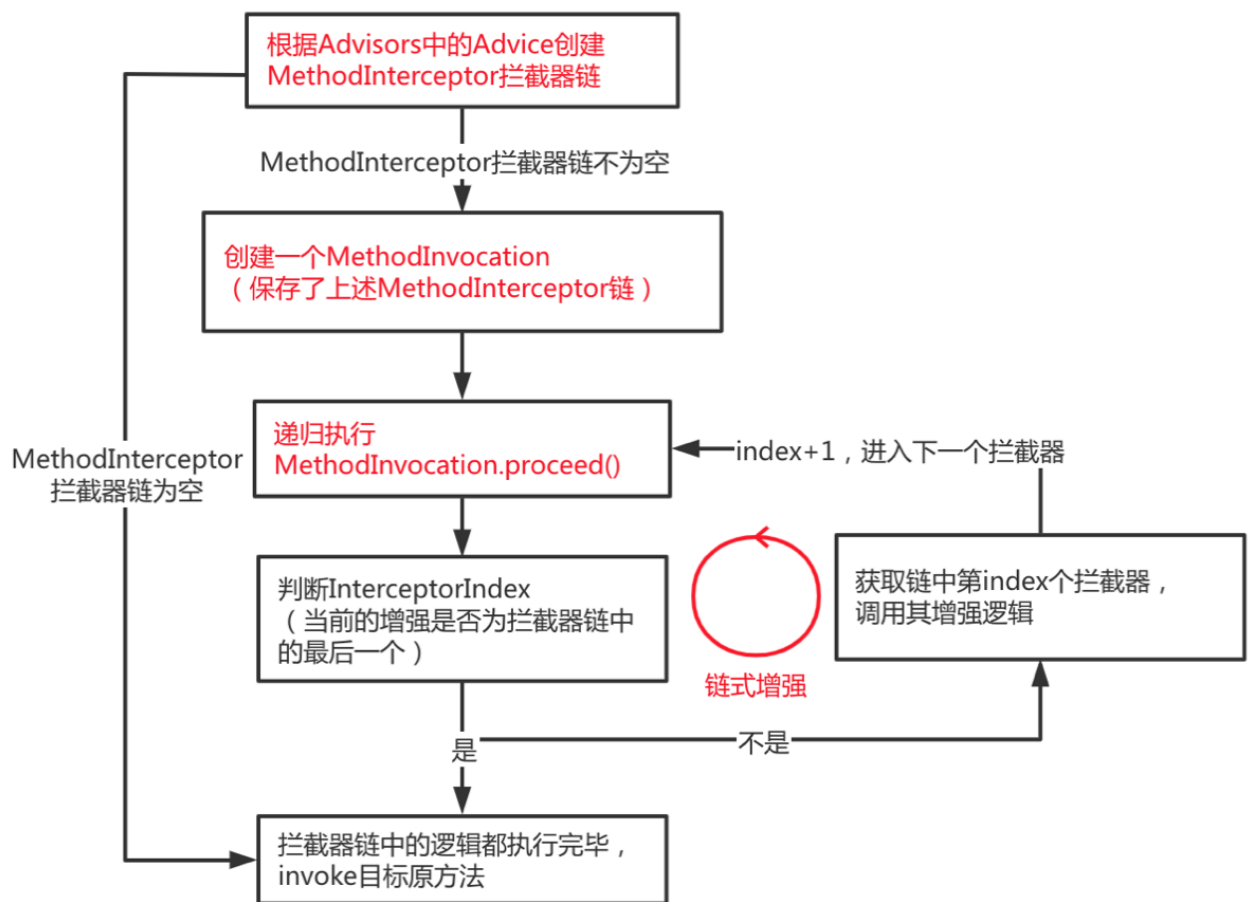 根据Advisors中的Advice创建
MethodInterceptor拦截器链
MethodInterceptor拦截器链不为空
创建一个MethodInvocation
（保存了上述MethodInterceptor链）
递归执行
MethodInvocation.proceed()
index+1，进入下一个拦截器
MethodInterceptor
拦截器链为空
判断InterceptorIndex
（当前的增强是否为拦截器链中
的最后一个）
获取链中第index个拦截器，
调用其增强逻辑
链式增强
是
不是
拦截器链中的逻辑都执行完毕，
invoke目标原方法